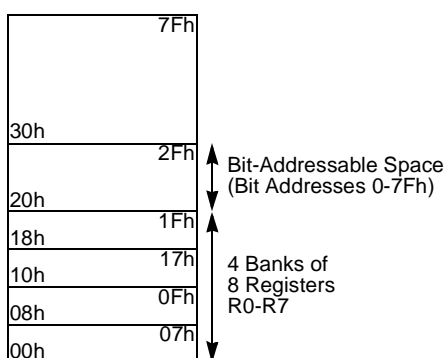 7Fh
30h
2Fh
Bit-Addressable Space
(Bit Addresses 0-7Fh)
20h
1Fh
18h
17h
10h
4 Banks of
8 Registers
R0-R7
0Fh
08h
07h
00h